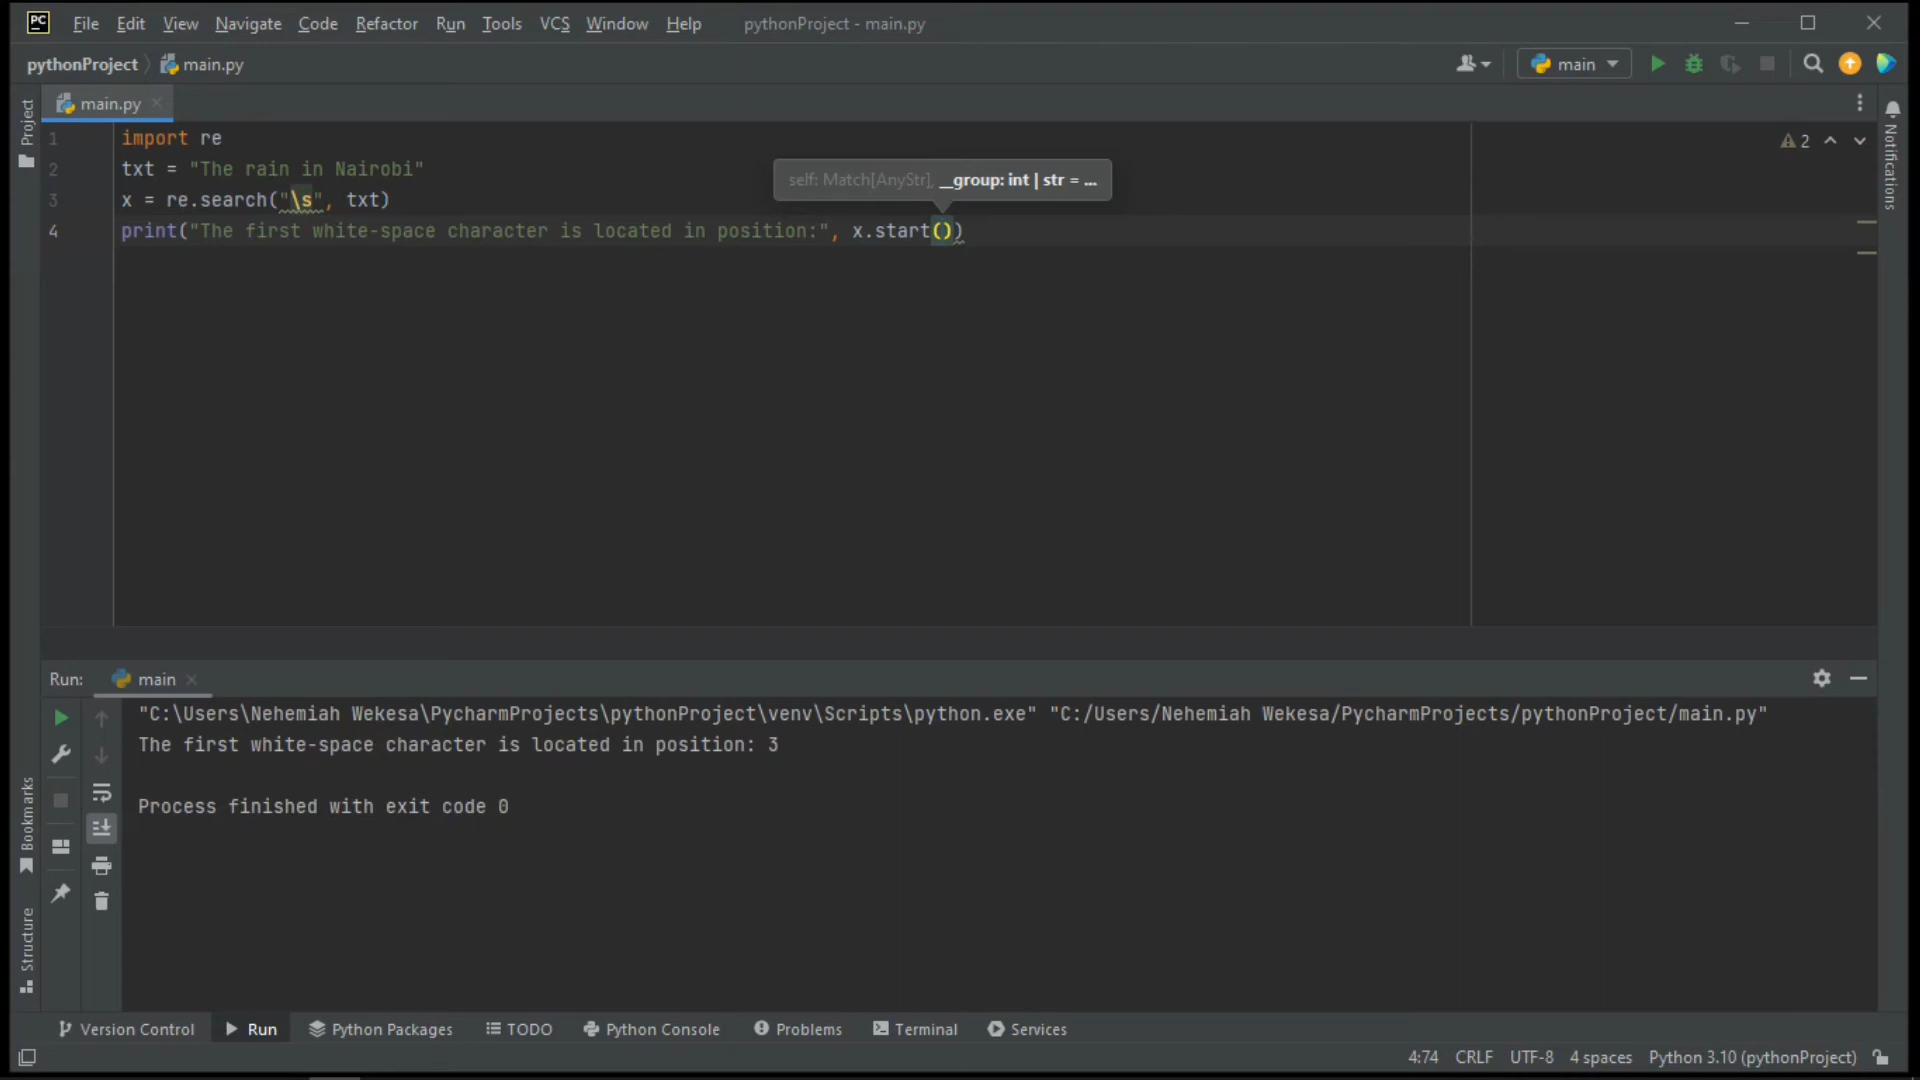 PC File Edit View Navigate Code Refactor Run Tools VCS Window Help pythonProject - main.py
pythonProject main.py main
main.py
Project
Notifications
1 import re
2 txt = "The rain in Nairobi"
3 x = re.search("\s", txt)
4 print("The first white-space character is located in position:", x.start())
self: Match[AnyStr], __group: int | str = ...
2
Run: main
"C:\Users\Nehemiah Wekesa\PycharmProjects\pythonProject\venv\Scripts\python.exe" "C:/Users/Nehemiah Wekesa/PycharmProjects/pythonProject/main.py"
The first white-space character is located in position: 3
Process finished with exit code 0
Bookmarks
Structure
Version Control Run Python Packages TODO Python Console Problems Terminal Services
4:74 CRLF UTF-8 4 spaces Python 3.10 (pythonProject)